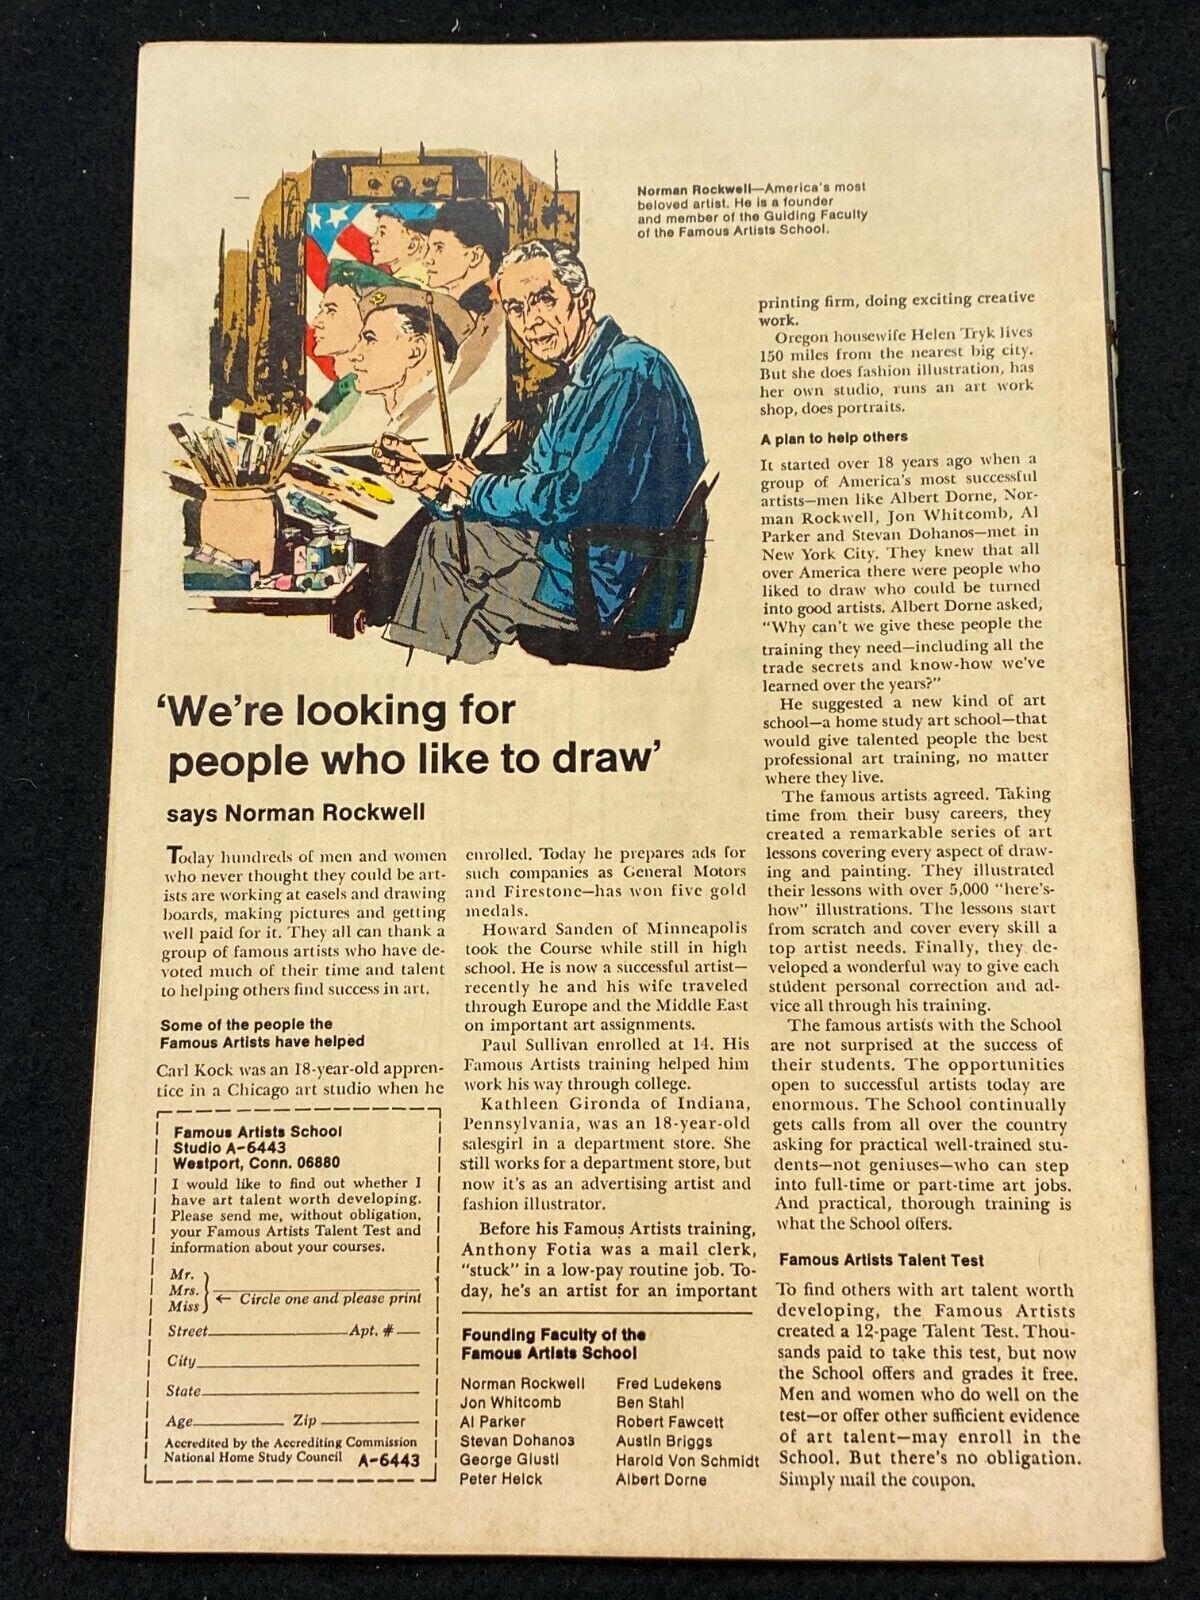 Norman Rockwell—America's most
beloved artist. He is a founder
and member of the Guiding Faculty
of the Famous Artists School.
'We're looking for
people who like to draw'
says Norman Rockwell
Today hundreds of men and women
who never thought they could be art-
ists are working at easels and drawing
boards, making pictures and getting
well paid for it. They all can thank a
group of famous artists who have de-
voted much of their time and talent
to helping others find success in art.
Some of the people the
Famous Artists have helped
Carl Kock was an 18-year-old appren-
tice in a Chicago art studio when he
enrolled. Today he prepares ads for
such companies as General Motors
and Firestone—has won five gold
medals.
Howard Sanden of Minneapolis
took the Course while still in high
school. He is now a successful artist—
recently he and his wife traveled
through Europe and the Middle East
on important art assignments.
Paul Sullivan enrolled at 14. His
Famous Artists training helped him
work his way through college.
Kathleen Gironda of Indiana,
Pennsylvania, was an 18-year-old
salesgirl in a department store. She
still works for a department store, but
now it's as an advertising artist and
fashion illustrator.
Before his Famous Artists training,
Anthony Fotia was a mail clerk,
"stuck" in a low-pay routine job. To-
day, he's an artist for an important
printing firm, doing exciting creative
work.
Oregon housewife Helen Tryk lives
150 miles from the nearest big city.
But she does fashion illustration, has
her own studio, runs an art work
shop, does portraits.
A plan to help others
It started over 18 years ago when a
group of America's most successful
artists—men like Albert Dorne, Nor-
man Rockwell, Jon Whitcomb, Al
Parker and Stevan Dohanos—met in
New York City. They knew that all
over America there were people who
liked to draw who could be turned
into good artists. Albert Dorne asked,
"Why can't we give these people the
training they need—including all the
trade secrets and know-how we've
learned over the years?"
He suggested a new kind of art
school—a home study art school—that
would give talented people the best
professional art training, no matter
where they live.
The famous artists agreed. Taking
time from their busy careers, they
created a remarkable series of art
lessons covering every aspect of draw-
ing and painting. They illustrated
their lessons with over 5,000 "here's-
how" illustrations. The lessons start
from scratch and cover every skill a
top artist needs. Finally, they de-
veloped a wonderful way to give each
student personal correction and ad-
vice all through his training.
The famous artists with the School
are not surprised at the success of
their students. The opportunities
open to successful artists today are
enormous. The School continually
gets calls from all over the country
asking for practical well-trained stu-
dents—not geniuses—who can step
into full-time or part-time art jobs.
And practical, thorough training is
what the School offers.
Famous Artists Talent Test
To find others with art talent worth
developing, the Famous Artists
created a 12-page Talent Test. Thou-
sands paid to take this test, but now
the School offers and grades it free.
Men and women who do well on the
test—or offer other sufficient evidence
of art talent—may enroll in the
School. But there's no obligation.
Simply mail the coupon.
Famous Artists School
Studio A-6443
Westport, Conn. 06880
I would like to find out whether I
have art talent worth developing.
Please send me, without obligation,
your Famous Artists Talent Test and
information about your courses.
Mr.
Mrs.
Miss ← Circle one and please print
Street Apt. #
City
State
Age Zip
Accredited by the Accrediting Commission
National Home Study Council A-6443
Founding Faculty of the
Famous Artists School
Norman Rockwell
Jon Whitcomb
Al Parker
Stevan Dohanos
George Giusti
Peter Helck
Fred Ludekens
Ben Stahl
Robert Fawcett
Austin Briggs
Harold Von Schmidt
Albert Dorne